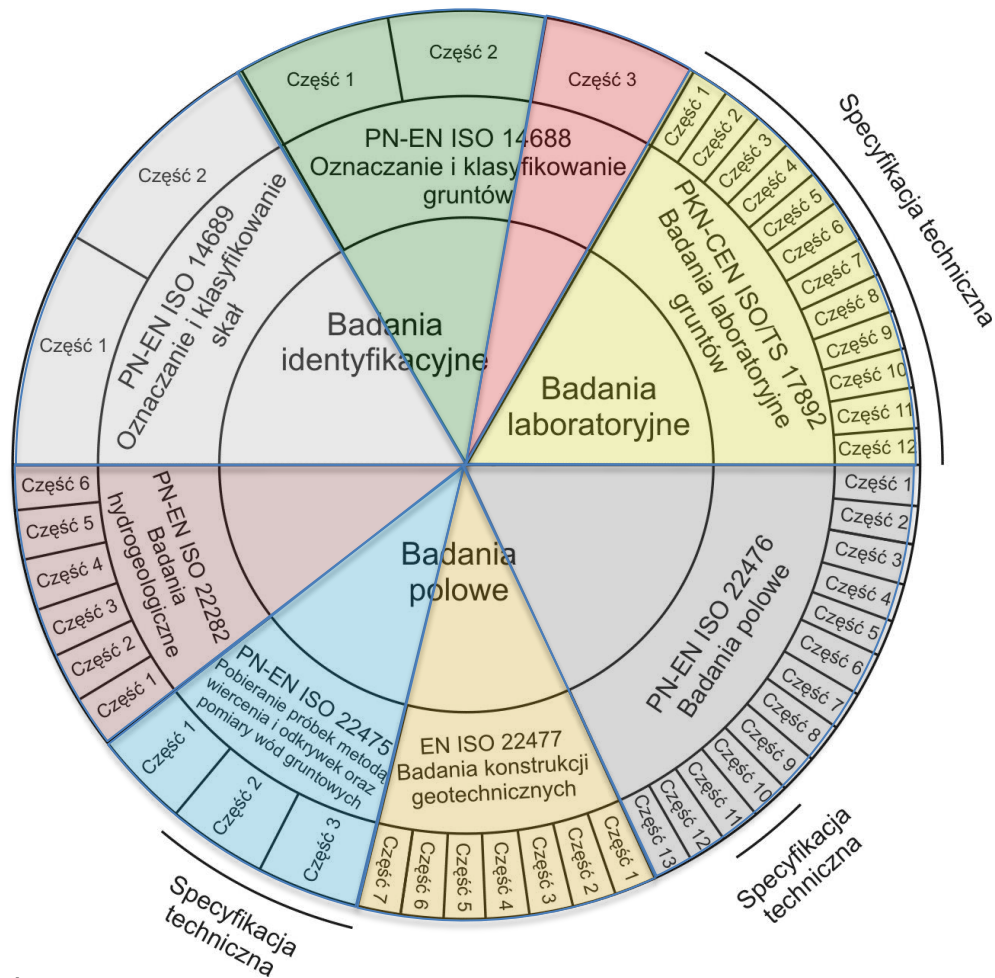 Część 1
Część 2
Część 3
PN-EN ISO 14688
Oznaczanie i klasyfikowanie
gruntów
Część 1
Część 2
PN-EN ISO 14689
Oznaczanie i klasyfikowanie
skał
Badania
identyfikacyjne
Część 1
Część 2
Część 3
Część 4
Część 5
Część 6
Część 7
Część 8
Część 9
Część 10
Część 11
Część 12
PKN-CEN ISO/TS 17892
Badania laboratoryjne
gruntów
Specyfikacja techniczna
Badania
laboratoryjne
Część 1
Część 2
Część 3
Część 4
Część 5
Część 6
Część 7
Część 8
Część 9
Część 10
Część 11
Część 12
Część 13
PN-EN ISO 22476
Badania polowe
Specyfikacja
techniczna
Badania
polowe
EN ISO 22477
Badania konstrukcji
geotechnicznych
Część 7
Część 6
Część 5
Część 4
Część 3
Część 2
Część 1
PN-EN ISO 22475
Pobieranie próbek metodą
wiercenia i odkrywek oraz
pomiary wód gruntowych
Część 1
Część 2
Część 3
Specyfikacja
techniczna
PN-EN ISO 22282
Badania
hydrogeologiczne
Część 6
Część 5
Część 4
Część 3
Część 2
Część 1